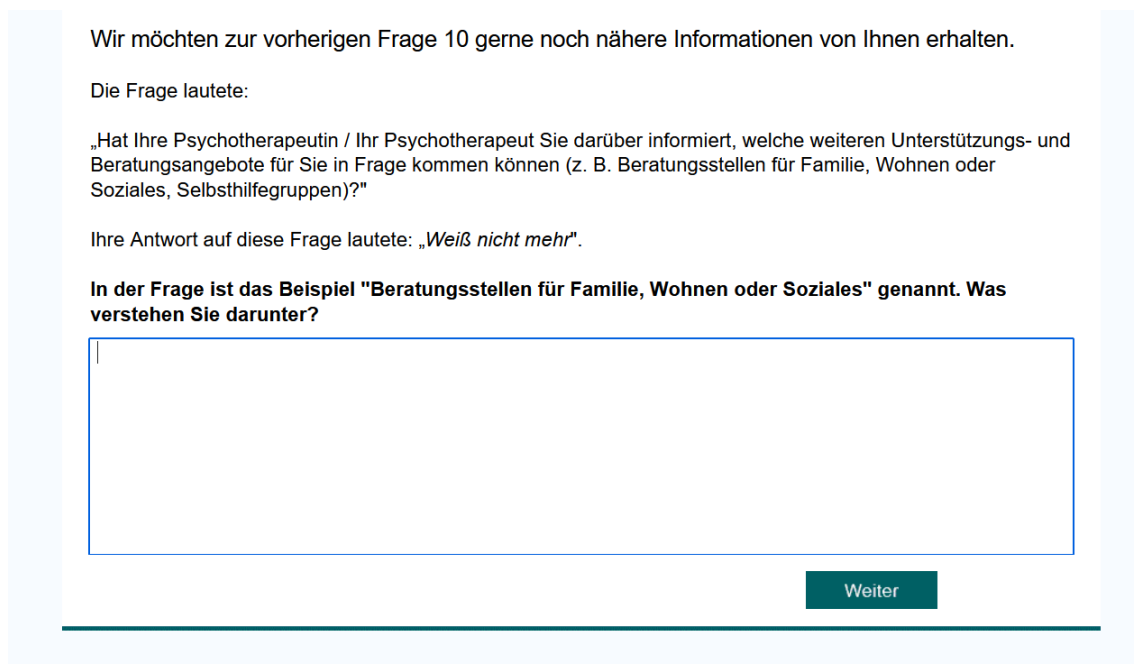 Wir möchten zur vorherigen Frage 10 gerne noch nähere Informationen von Ihnen erhalten.
Die Frage lautete:
„Hat Ihre Psychotherapeutin / Ihr Psychotherapeut Sie darüber informiert, welche weiteren Unterstützungs- und
Beratungsangebote für Sie in Frage kommen können (z. B. Beratungsstellen für Familie, Wohnen oder
Soziales, Selbsthilfegruppen)?"
Ihre Antwort auf diese Frage lautete: „Weiß nicht mehr".
In der Frage ist das Beispiel "Beratungsstellen für Familie, Wohnen oder Soziales" genannt. Was
verstehen Sie darunter?
Weiter